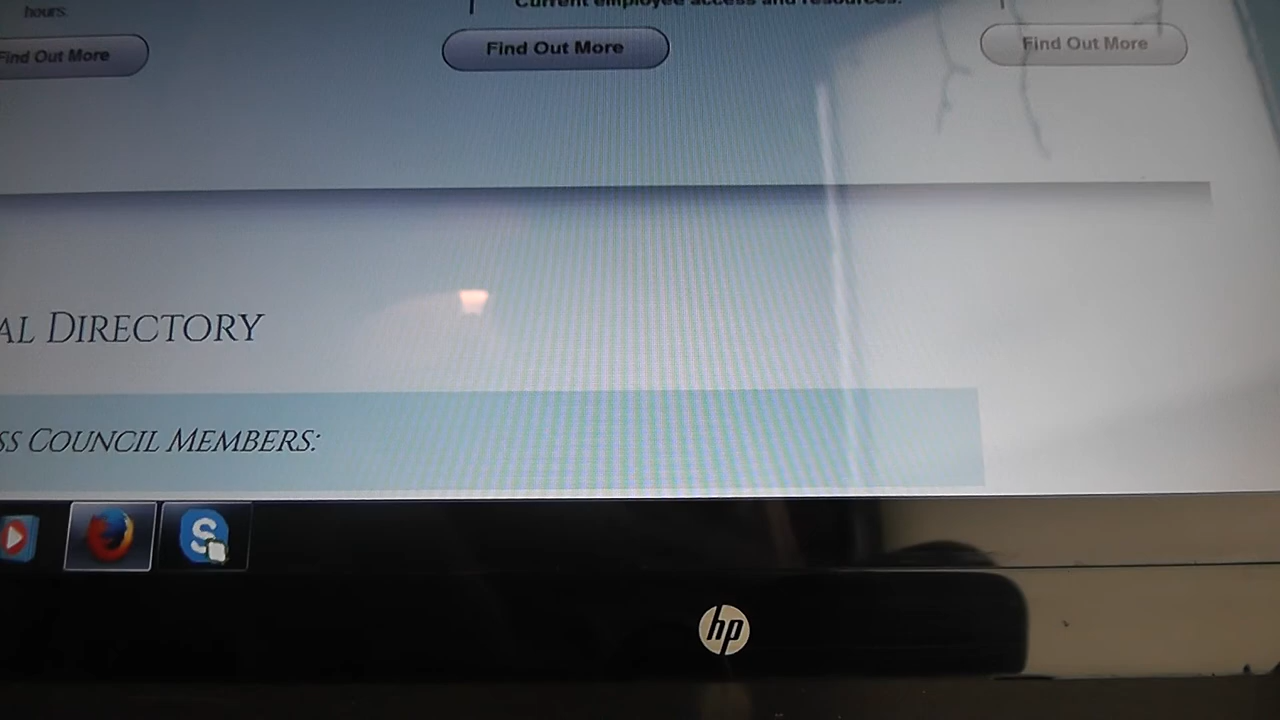 hours.
Current employee access and resources.
Find Out More
Find Out More
Find Out More
AL DIRECTORY
SS COUNCIL MEMBERS:
S
hp